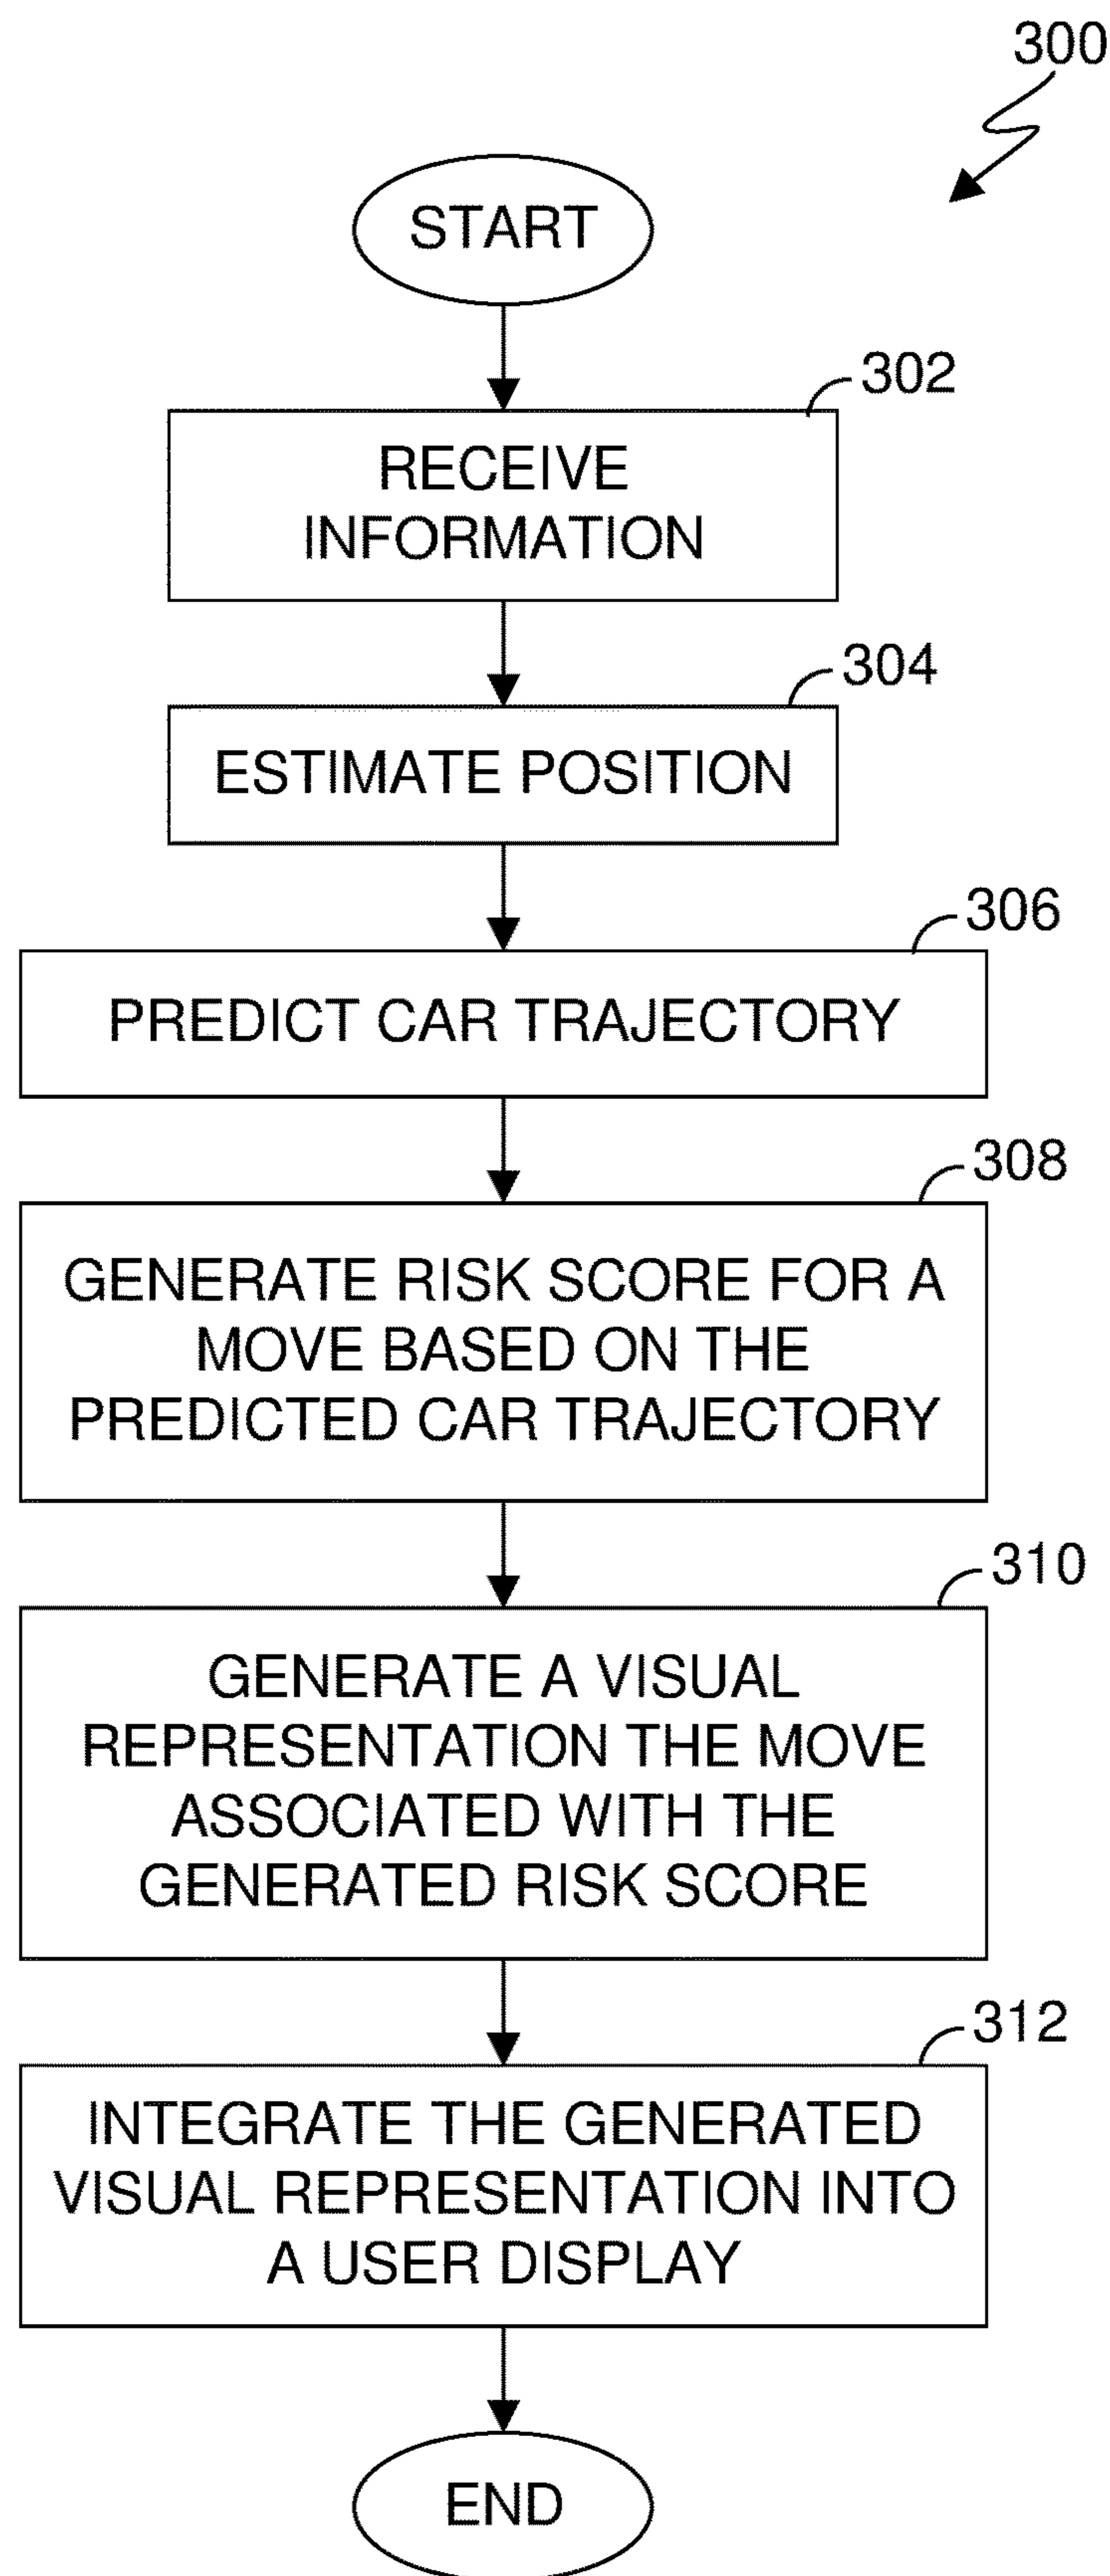 300
START
302
RECEIVE
INFORMATION
304
ESTIMATE POSITION
306
PREDICT CAR TRAJECTORY
308
GENERATE RISK SCORE FOR A
MOVE BASED ON THE
PREDICTED CAR TRAJECTORY
310
GENERATE A VISUAL
REPRESENTATION THE MOVE
ASSOCIATED WITH THE
GENERATED RISK SCORE
312
INTEGRATE THE GENERATED
VISUAL REPRESENTATION INTO
A USER DISPLAY
END